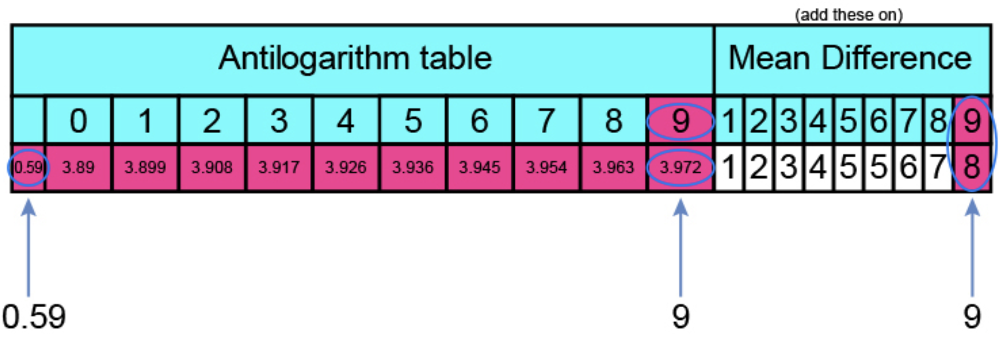 (add these on)
Antilogarithm table Mean Difference
0 1 2 3 4 5 6 7 8 9 1 2 3 4 5 6 7 8 9
0.59 3.89 3.899 3.908 3.917 3.926 3.936 3.945 3.954 3.963 3.972 1 2 3 4 5 5 6 7 8
0.59 9 9